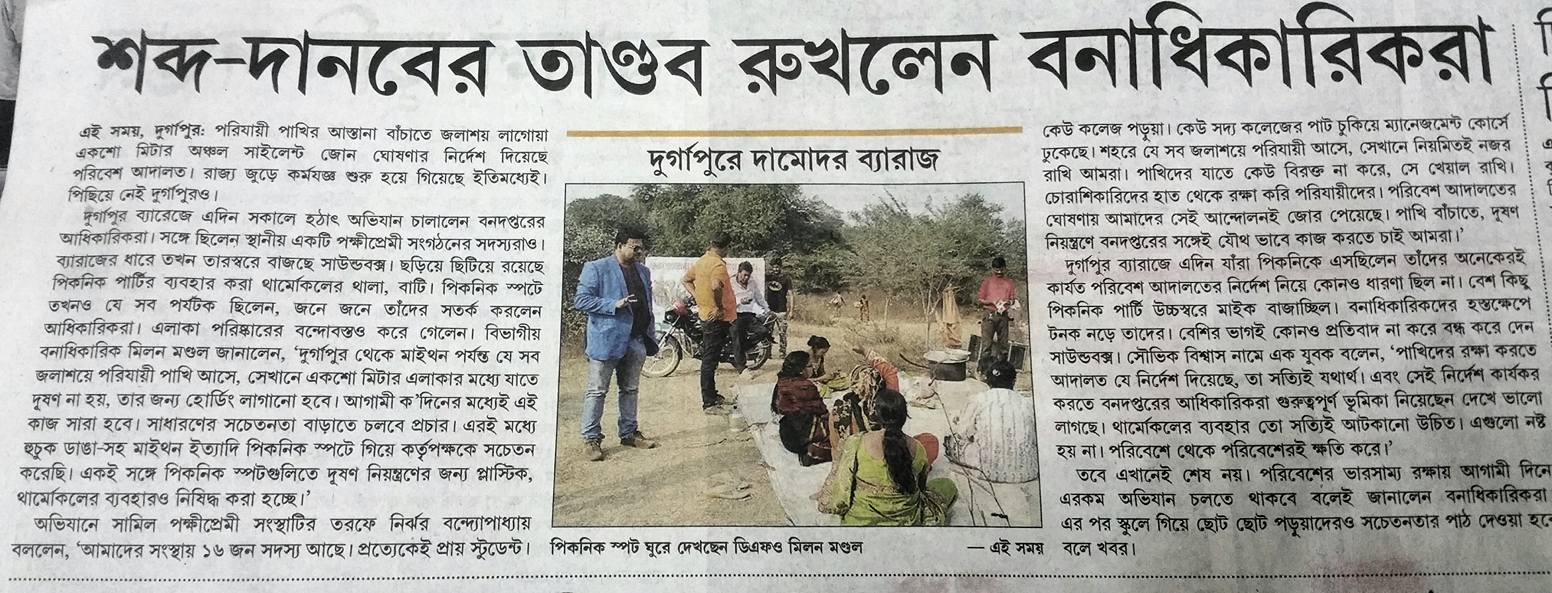 শব্দ-দানবের তাণ্ডব রুখলেন বনাধিকারিকরা
এই সময়, দুর্গাপুর: পরিযায়ী পাখির আস্তানা বাঁচাতে জলাশয় লাগোয়া
একশো মিটার অঞ্চল সাইলেন্ট জোন ঘোষণার নির্দেশ দিয়েছে
পরিবেশ আদালত। রাজ্য জুড়ে কর্মযজ্ঞ শুরু হয়ে গিয়েছে ইতিমধ্যেই।
পিছিয়ে নেই দুর্গাপুরও।
দুর্গাপুর ব্যারেজে এদিন সকালে হঠাৎ অভিযান চালালেন বনদপ্তরের
আধিকারিকরা। সঙ্গে ছিলেন স্থানীয় একটি পক্ষীপ্রেমী সংগঠনের সদস্যরাও।
ব্যারাজের ধারে তখন তারস্বরে বাজছে সাউন্ডবক্স। ছড়িয়ে ছিটিয়ে রয়েছে
পিকনিক পার্টির ব্যবহার করা থার্মোকলের থালা, বাটি। পিকনিক স্পটে
তখনও যে সব পর্যটক ছিলেন, জনে জনে তাঁদের সতর্ক করলেন
আধিকারিকরা। এলাকা পরিষ্কারের বন্দোবস্তও করে গেলেন। বিভাগীয়
বনাধিকারিক মিলন মণ্ডল জানালেন, ‘দুর্গাপুর থেকে মাইথন পর্যন্ত যে সব
জলাশয়ে পরিযায়ী পাখি আসে, সেখানে একশো মিটার এলাকার মধ্যে যাতে
দূষণ না হয়, তার জন্য হোর্ডিং লাগানো হবে। আগামী ক’দিনের মধ্যেই এই
কাজ সারা হবে। সাধারণের সচেতনতা বাড়াতে চলবে প্রচার। এরই মধ্যে
হুচুক ডাঙা-সহ মাইথন ইত্যাদি পিকনিক স্পটে গিয়ে কর্তৃপক্ষকে সচেতন
করেছি। একই সঙ্গে পিকনিক স্পটগুলিতে দূষণ নিয়ন্ত্রণের জন্য প্লাস্টিক,
থার্মোকলের ব্যবহারও নিষিদ্ধ করা হচ্ছে।’
অভিযানে সামিল পক্ষীপ্রেমী সংস্থাটির তরফে নির্ঝর বন্দ্যোপাধ্যায়
বললেন, ‘আমাদের সংস্থায় ১৬ জন সদস্য আছে। প্রত্যেকেই প্রায় স্টুডেন্ট।
দুর্গাপুরে দামোদর ব্যারাজ
পিকনিক স্পট ঘুরে দেখছেন ডিএফও মিলন মণ্ডল — এই সময়
কেউ কলেজ পড়ুয়া। কেউ সদ্য কলেজের পাট চুকিয়ে ম্যানেজমেন্ট কোর্সে
ঢুকেছে। শহরে যে সব জলাশয়ে পরিযায়ী আসে, সেখানে নিয়মিতই নজর
রাখি আমরা। পাখিদের যাতে কেউ বিরক্ত না করে, সে খেয়াল রাখি।
চোরাশিকারিদের হাত থেকে রক্ষা করি পরিযায়ীদের। পরিবেশ আদালতের
ঘোষণায় আমাদের সেই আন্দোলনই জোর পেয়েছে। পাখি বাঁচাতে, দূষণ
নিয়ন্ত্রণে বনদপ্তরের সঙ্গেই যৌথ ভাবে কাজ করতে চাই আমরা।’
দুর্গাপুর ব্যারাজে এদিন যাঁরা পিকনিকে এসছিলেন তাঁদের অনেকেরই
কার্যত পরিবেশ আদালতের নির্দেশ নিয়ে কোনও ধারণা ছিল না। বেশ কিছু
পিকনিক পার্টি উচ্চস্বরে মাইক বাজাচ্ছিল। বনাধিকারিকদের হস্তক্ষেপে
টনক নড়ে তাদের। বেশির ভাগই কোনও প্রতিবাদ না করে বন্ধ করে দেন
সাউন্ডবক্স। সৌভিক বিশ্বাস নামে এক যুবক বলেন, ‘পাখিদের রক্ষা করতে
আদালত যে নির্দেশ দিয়েছে, তা সত্যিই যথার্থ। এবং সেই নির্দেশ কার্যকর
করতে বনদপ্তরের আধিকারিকরা গুরুত্বপূর্ণ ভূমিকা নিয়েছেন দেখে ভালো
লাগছে। থার্মোকলের ব্যবহার তো সত্যিই আটকানো উচিত। এগুলো নষ্ট
হয় না। পরিবেশে থেকে পরিবেশেরই ক্ষতি করে।’
তবে এখানেই শেষ নয়। পরিবেশের ভারসাম্য রক্ষায় আগামী দিনে
এরকম অভিযান চলতে থাকবে বলেই জানালেন বনাধিকারিকরা
এর পর স্কুলে গিয়ে ছোট ছোট পড়ুয়াদেরও সচেতনতার পাঠ দেওয়া হবে
বলে খবর।